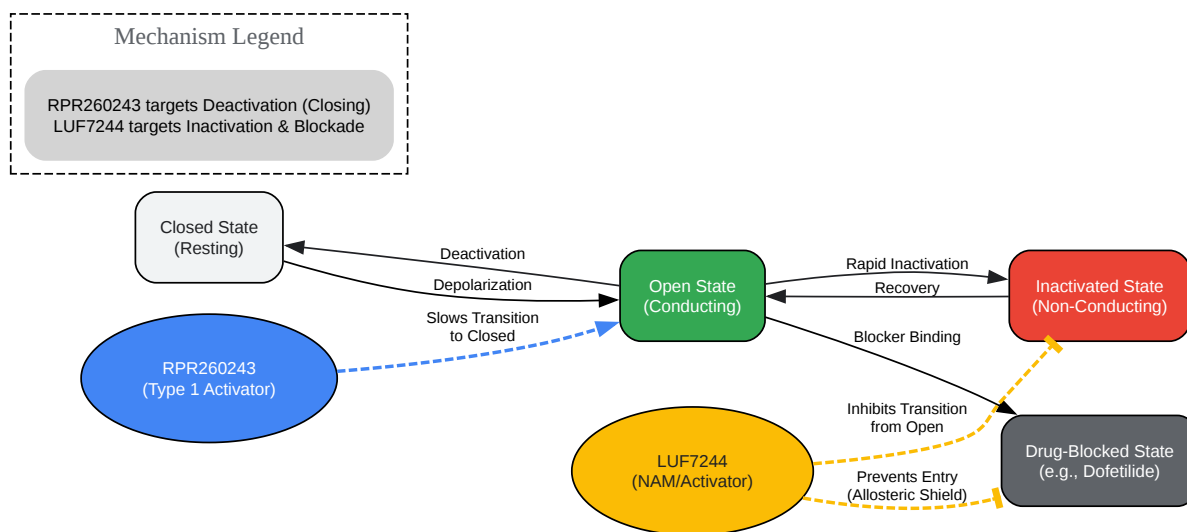 Mechanism Legend
RPR260243 targets Deactivation (Closing)
LUF7244 targets Inactivation & Blockade
Closed State
(Resting)
Deactivation
Depolarization
Slows Transition
to Closed
RPR260243
(Type 1 Activator)
Open State
(Conducting)
Rapid Inactivation
Recovery
Inactivated State
(Non-Conducting)
Blocker Binding
Inhibits Transition
from Open
LUF7244
(NAM/Activator)
Prevents Entry
(Allosteric Shield)
Drug-Blocked State
(e.g., Dofetilide)